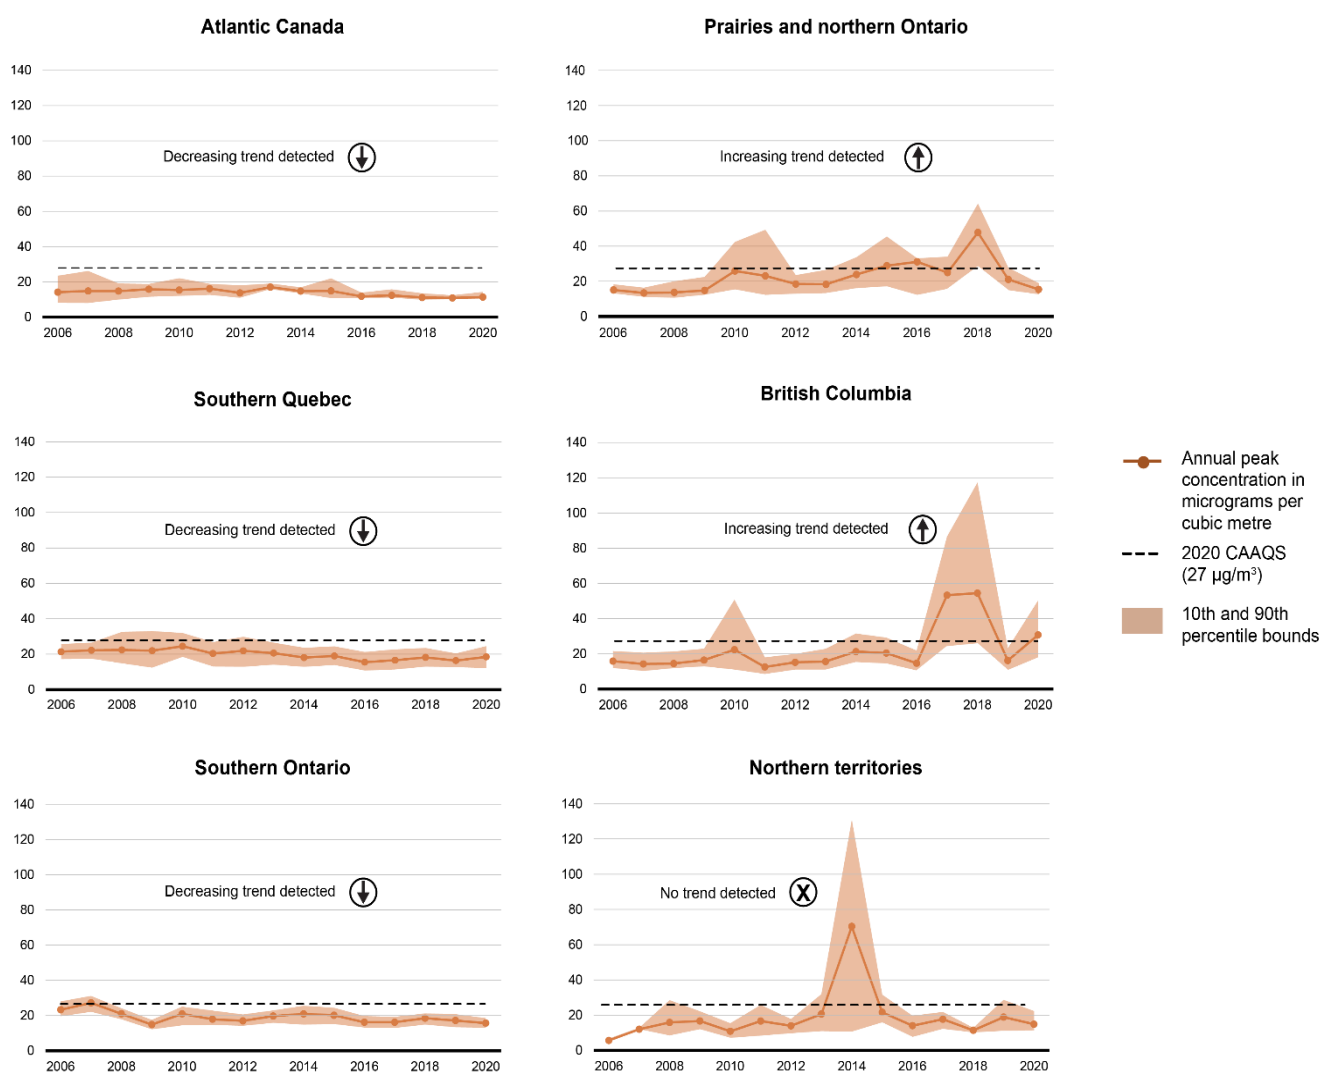 Atlantic Canada
140
120
100
Decreasing trend detected
80
60
40
20
0
2006 2008 2010 2012 2014 2016 2018 2020
Prairies and northern Ontario
140
120
100
Increasing trend detected
80
60
40
20
0
2006 2008 2010 2012 2014 2016 2018 2020
Southern Quebec
140
120
100
Decreasing trend detected
80
60
40
20
0
2006 2008 2010 2012 2014 2016 2018 2020
British Columbia
140
120
100
Increasing trend detected
80
60
40
20
0
2006 2008 2010 2012 2014 2016 2018 2020
Annual peak
concentration in
micrograms per
cubic metre
2020 CAAQS
(27 µg/m³)
10th and 90th
percentile bounds
Southern Ontario
140
120
100
Decreasing trend detected
80
60
40
20
0
2006 2008 2010 2012 2014 2016 2018 2020
Northern territories
140
120
100
No trend detected X
80
60
40
20
0
2006 2008 2010 2012 2014 2016 2018 2020